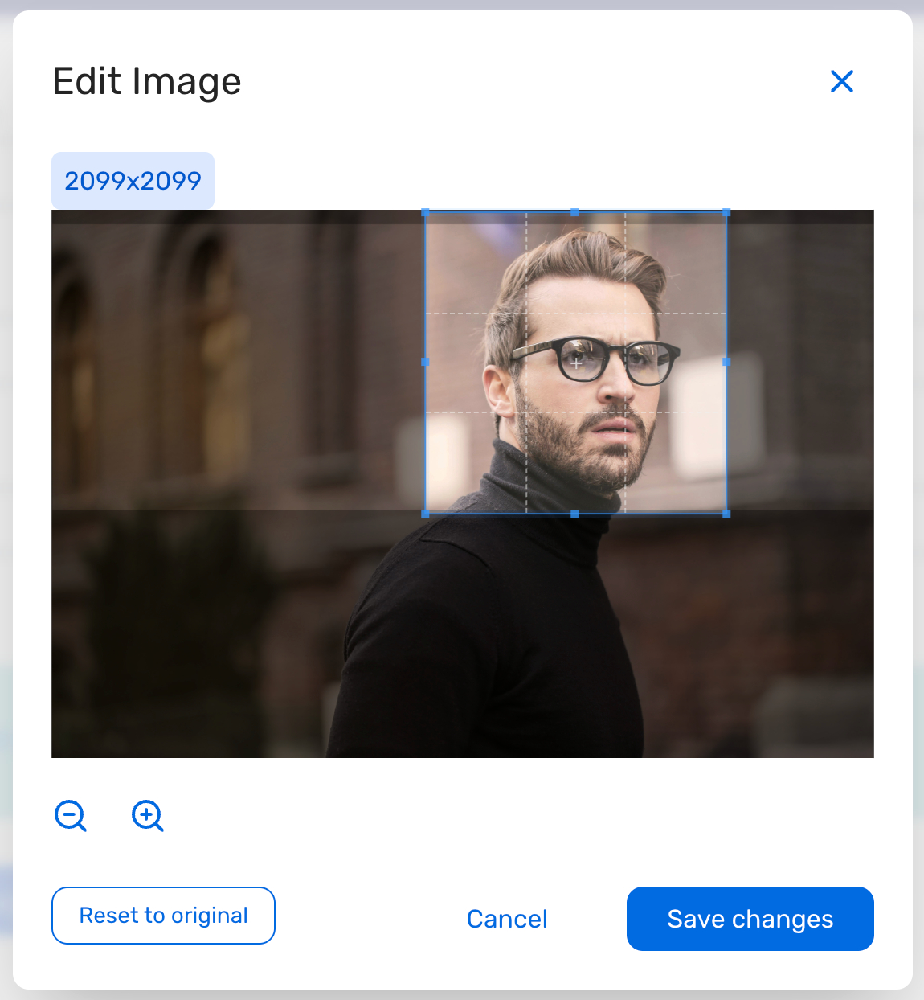 Edit Image
2099x2099
Reset to original
Cancel
Save changes